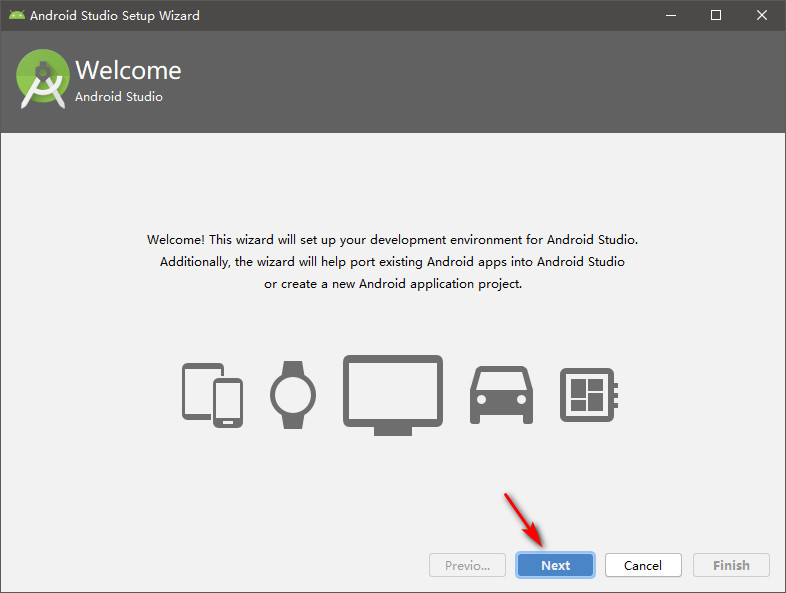 Android Studio Setup Wizard
Welcome
Android Studio
Welcome! This wizard will set up your development environment for Android Studio.
Additionally, the wizard will help port existing Android apps into Android Studio
or create a new Android application project.
Previo... Next Cancel Finish